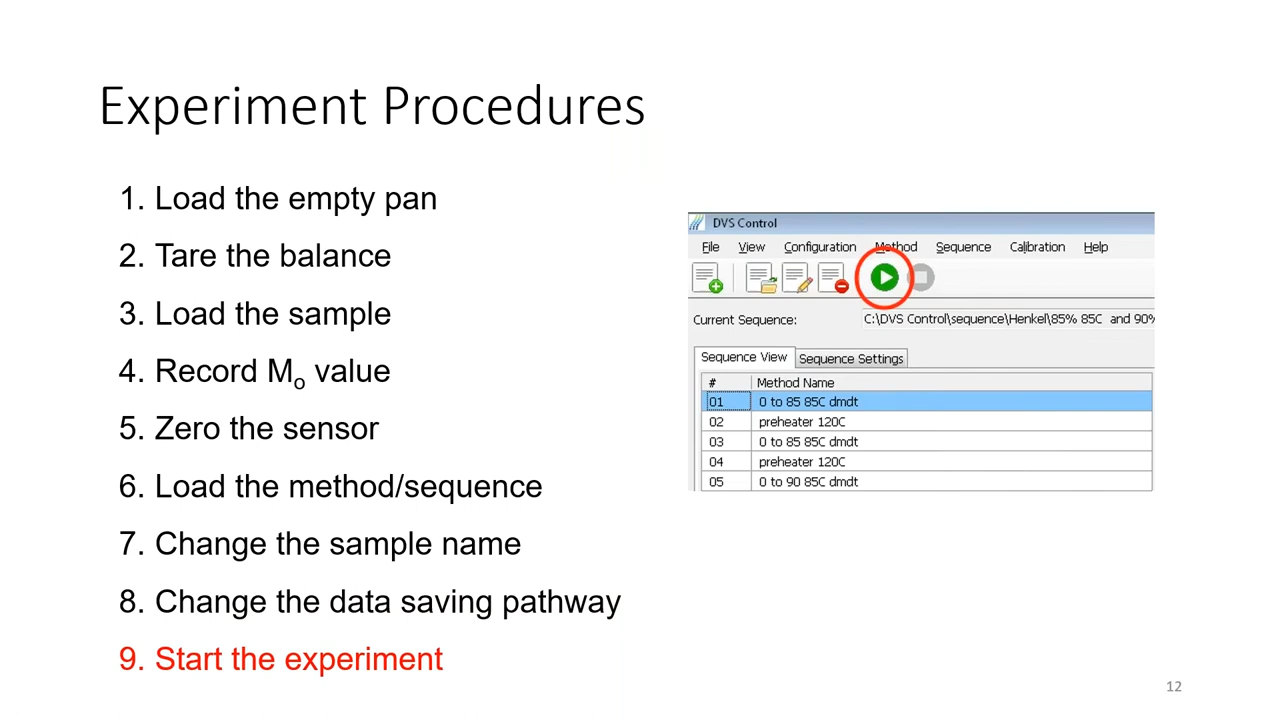 Experiment Procedures
1. Load the empty pan
2. Tare the balance
3. Load the sample
4. Record Mo value
5. Zero the sensor
6. Load the method/sequence
7. Change the sample name
8. Change the data saving pathway
9. Start the experiment
DVS Control
File View Configuration Method Sequence Calibration Help
Current Sequence: C:\DVS Control\sequence\Henkel\85% 85C and 90%
Sequence View Sequence Settings
# Method Name
01 0 to 85 85C dmdt
02 preheater 120C
03 0 to 85 85C dmdt
04 preheater 120C
05 0 to 90 85C dmdt
12